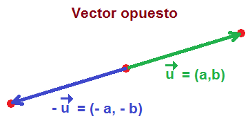 Vector opuesto
u⃗ = (a,b)
- u⃗ = (- a, - b)